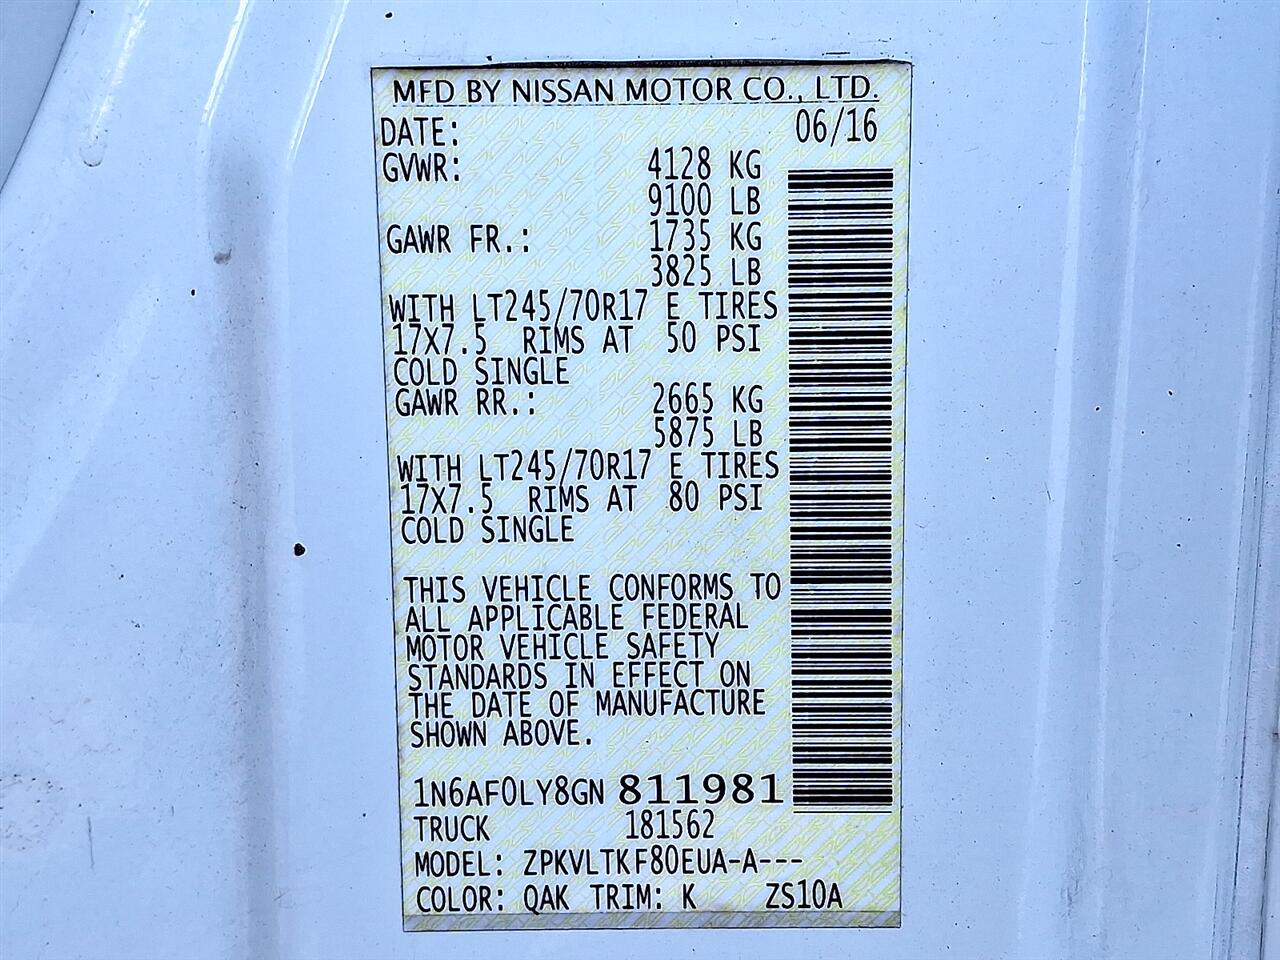 MFD BY NISSAN MOTOR CO., LTD.
DATE: 06/16
GVWR: 4128 KG
9100 LB
GAWR FR.: 1735 KG
3825 LB
WITH LT245/70R17 E TIRES
17X7.5 RIMS AT 50 PSI
COLD SINGLE
GAWR RR.: 2665 KG
5875 LB
WITH LT245/70R17 E TIRES
17X7.5 RIMS AT 80 PSI
COLD SINGLE
THIS VEHICLE CONFORMS TO
ALL APPLICABLE FEDERAL
MOTOR VEHICLE SAFETY
STANDARDS IN EFFECT ON
THE DATE OF MANUFACTURE
SHOWN ABOVE.
1N6AF0LY8GN 811981
TRUCK 181562
MODEL: ZPKVLTKF80EUA-A---
COLOR: QAK TRIM: K ZS10A